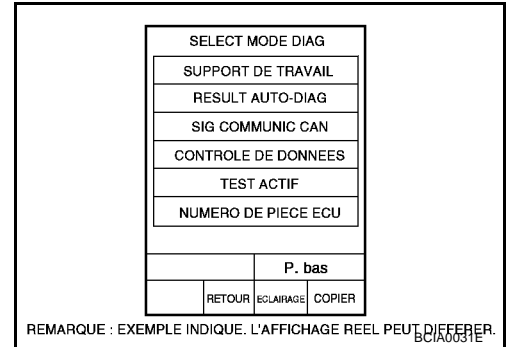 SELECT MODE DIAG
SUPPORT DE TRAVAIL
RESULT AUTO-DIAG
SIG COMMUNIC CAN
CONTROLE DE DONNEES
TEST ACTIF
NUMERO DE PIECE ECU
P. bas
RETOUR ECLAIRAGE COPIER
REMARQUE : EXEMPLE INDIQUE. L'AFFICHAGE REEL PEUT DIFFERER.
BCIA0031E